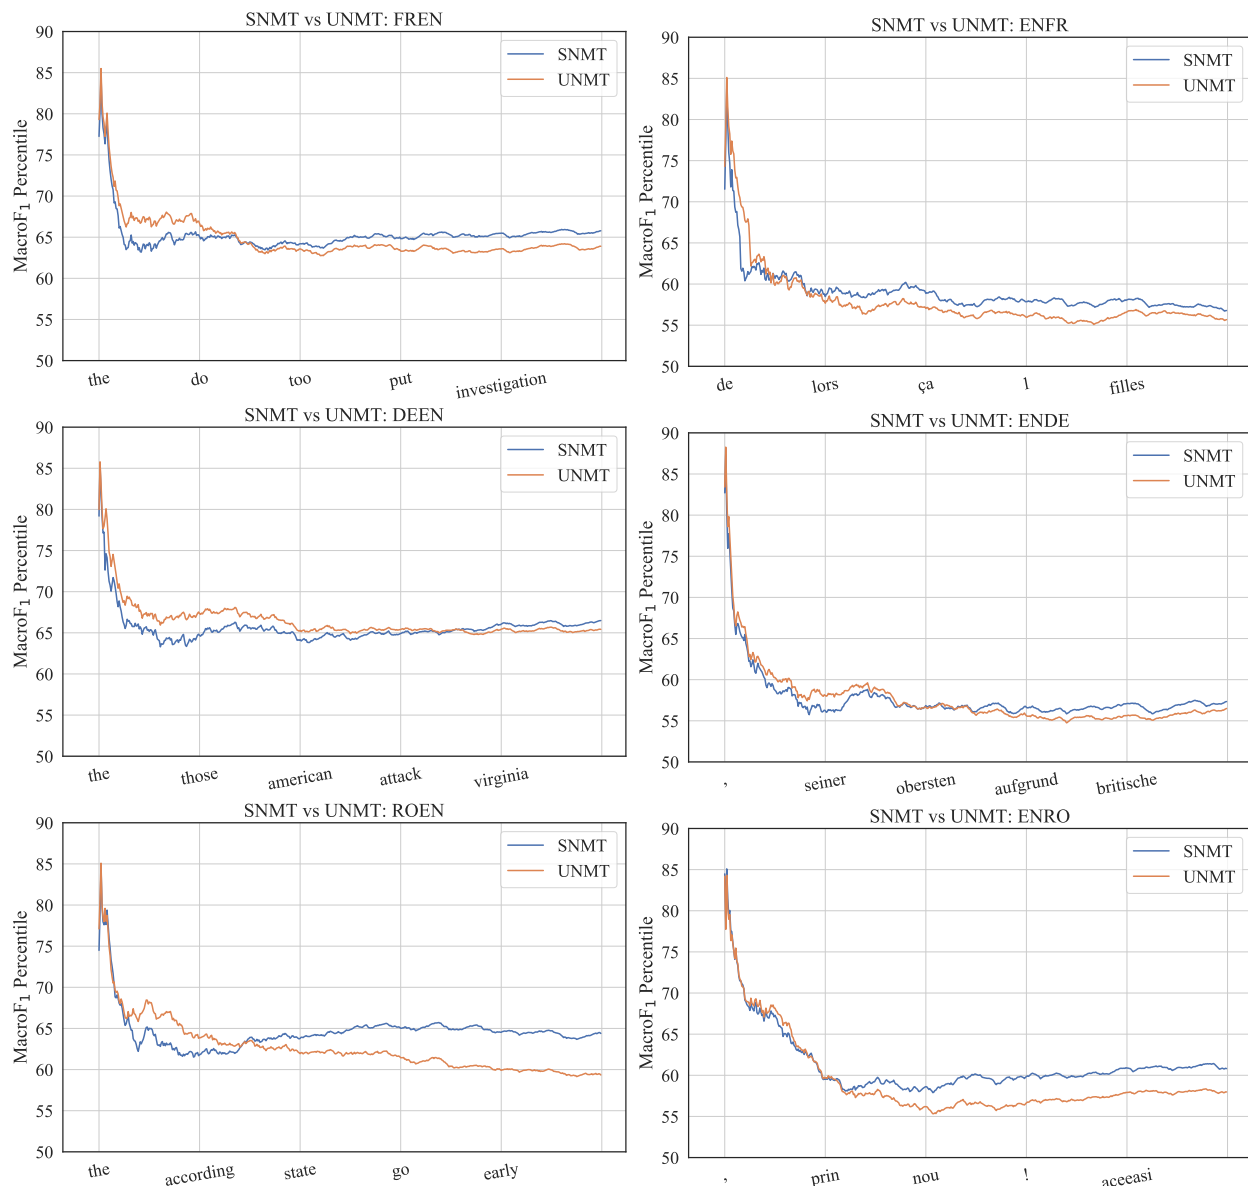 SNMT vs UNMT: FREN
MacroF1 Percentile
90
85
80
75
70
65
60
55
50
SNMT
UNMT
the do too put investigation
SNMT vs UNMT: ENFR
MacroF1 Percentile
90
85
80
75
70
65
60
55
50
SNMT
UNMT
de lors ça 1 filles
SNMT vs UNMT: DEEN
MacroF1 Percentile
90
85
80
75
70
65
60
55
50
SNMT
UNMT
the those american attack virginia
SNMT vs UNMT: ENDE
MacroF1 Percentile
90
85
80
75
70
65
60
55
50
SNMT
UNMT
, seiner obersten aufgrund britische
SNMT vs UNMT: ROEN
MacroF1 Percentile
90
85
80
75
70
65
60
55
50
SNMT
UNMT
the according state go early
SNMT vs UNMT: ENRO
MacroF1 Percentile
90
85
80
75
70
65
60
55
50
SNMT
UNMT
, prin nou ! aceeasi